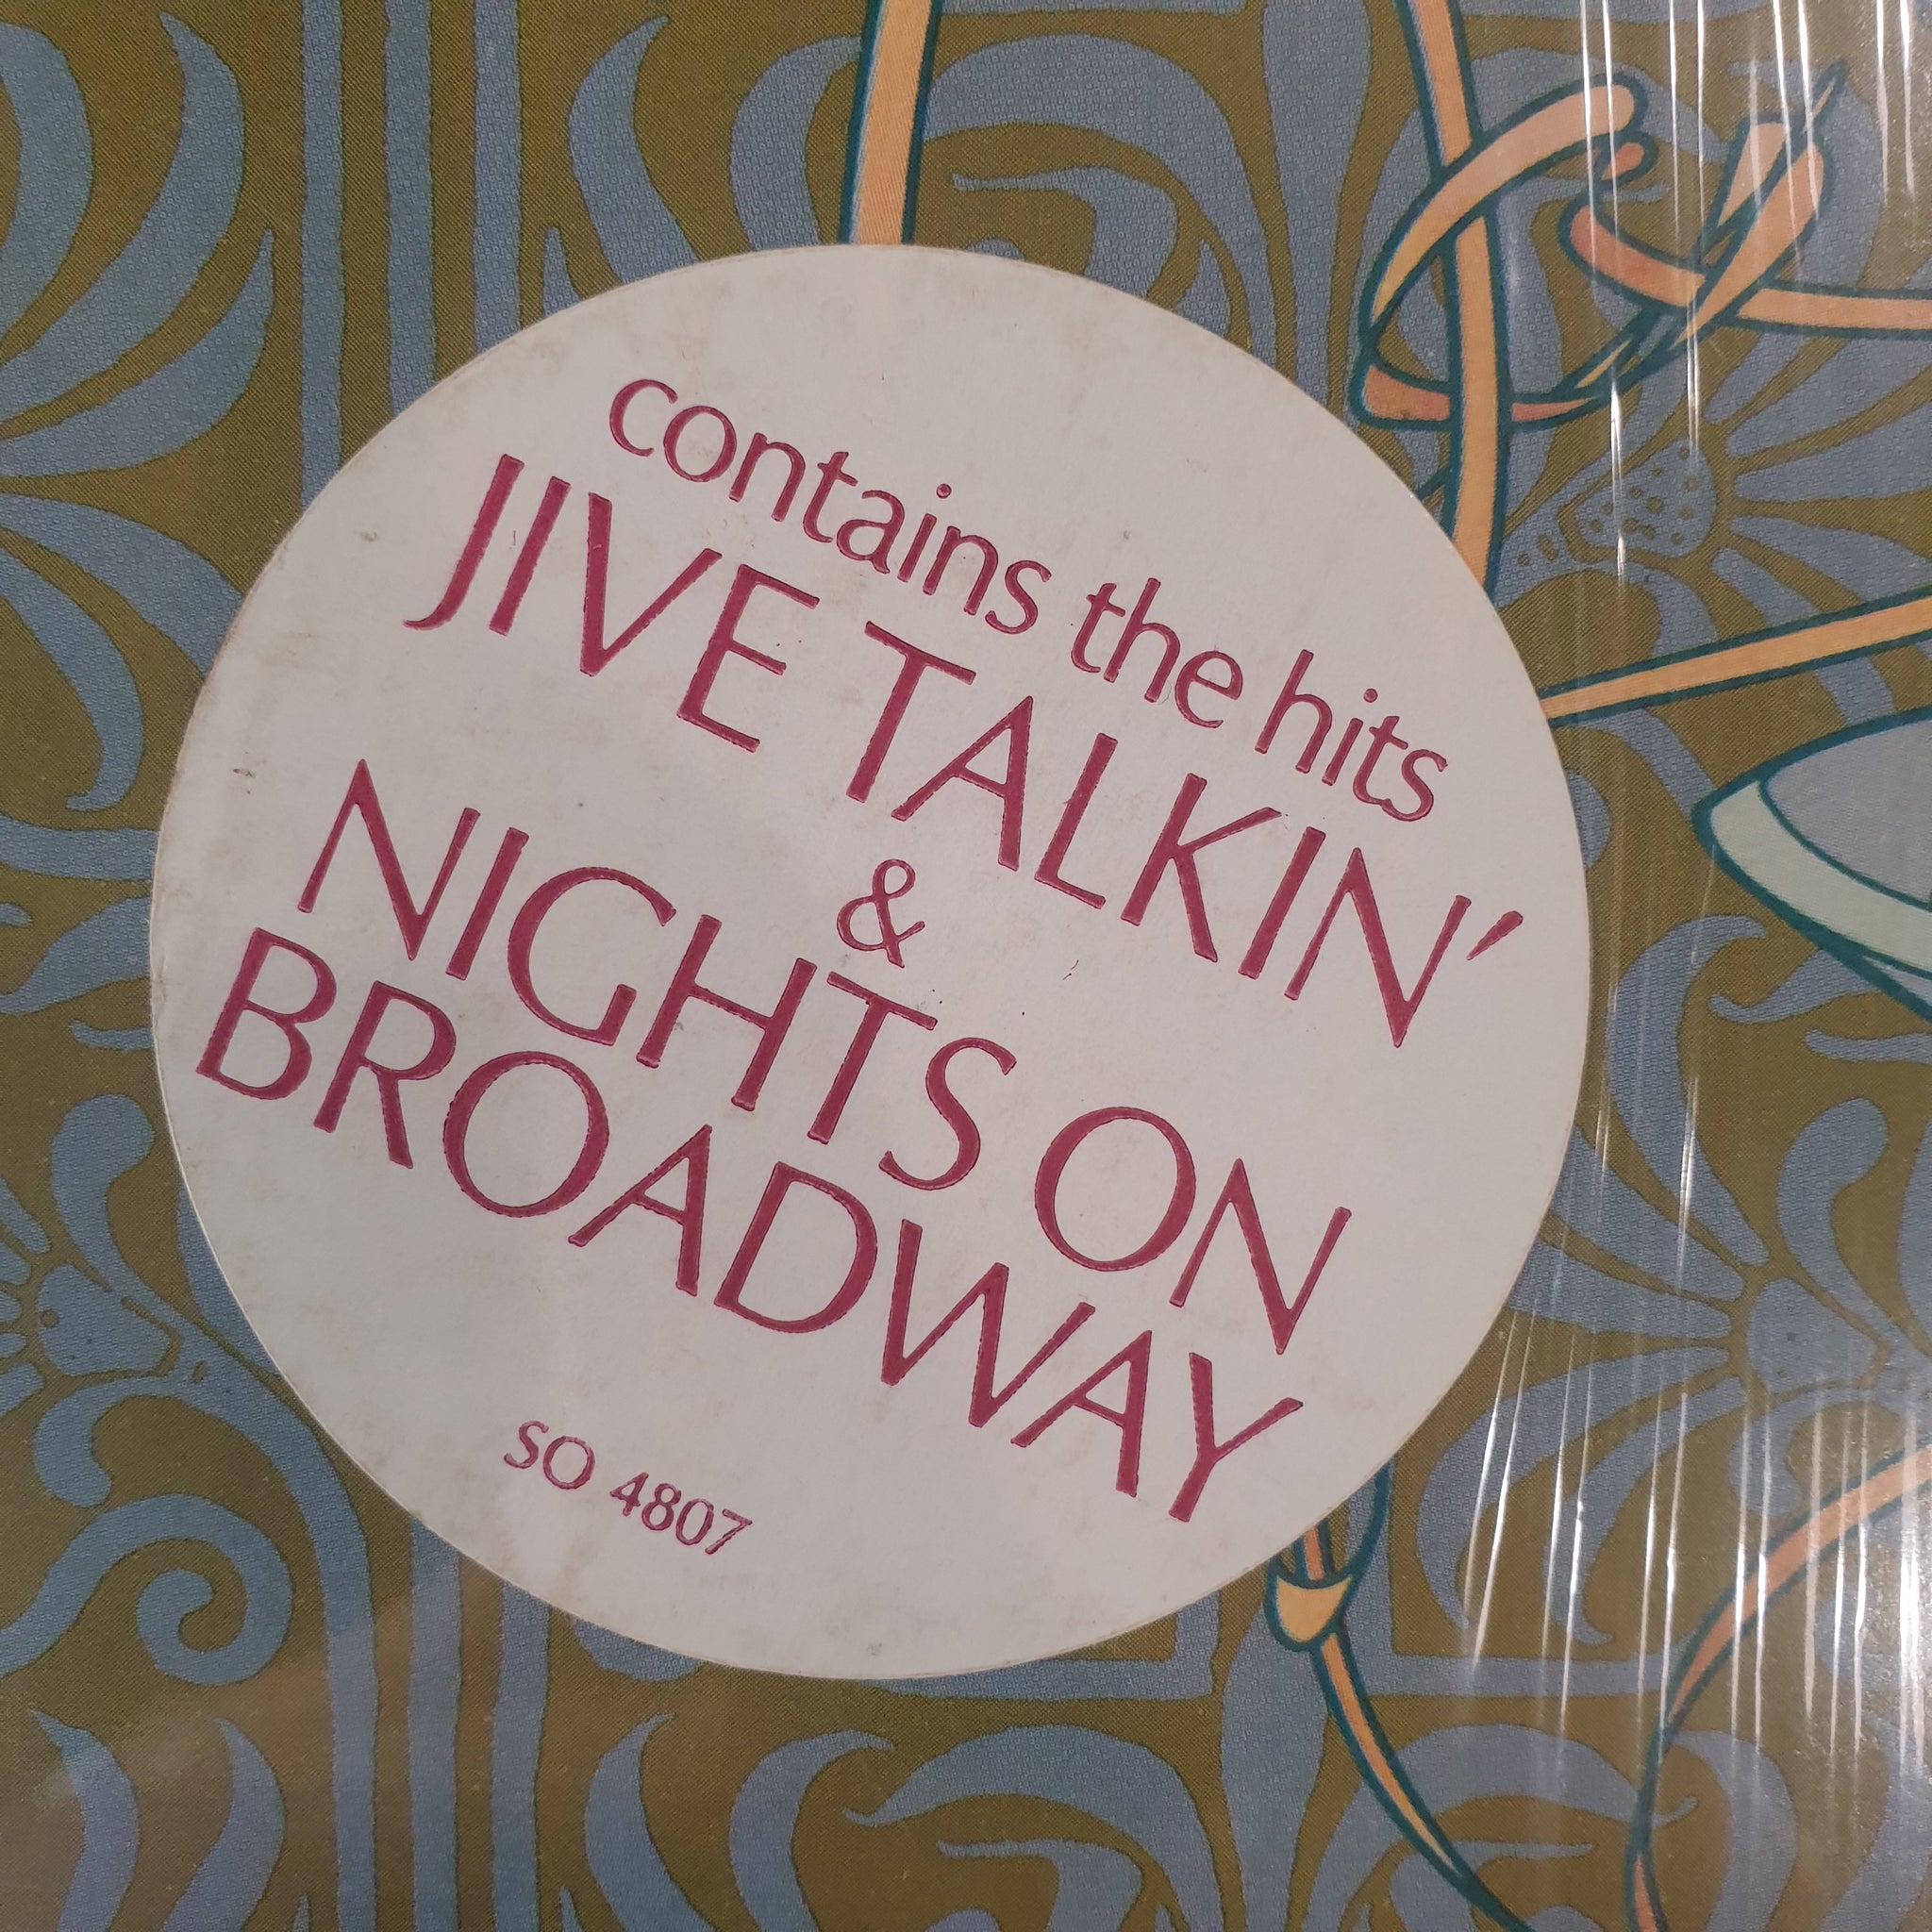 contains the hits
JIVE TALKIN'
&
NIGHTS ON
BROADWAY
SO 4807